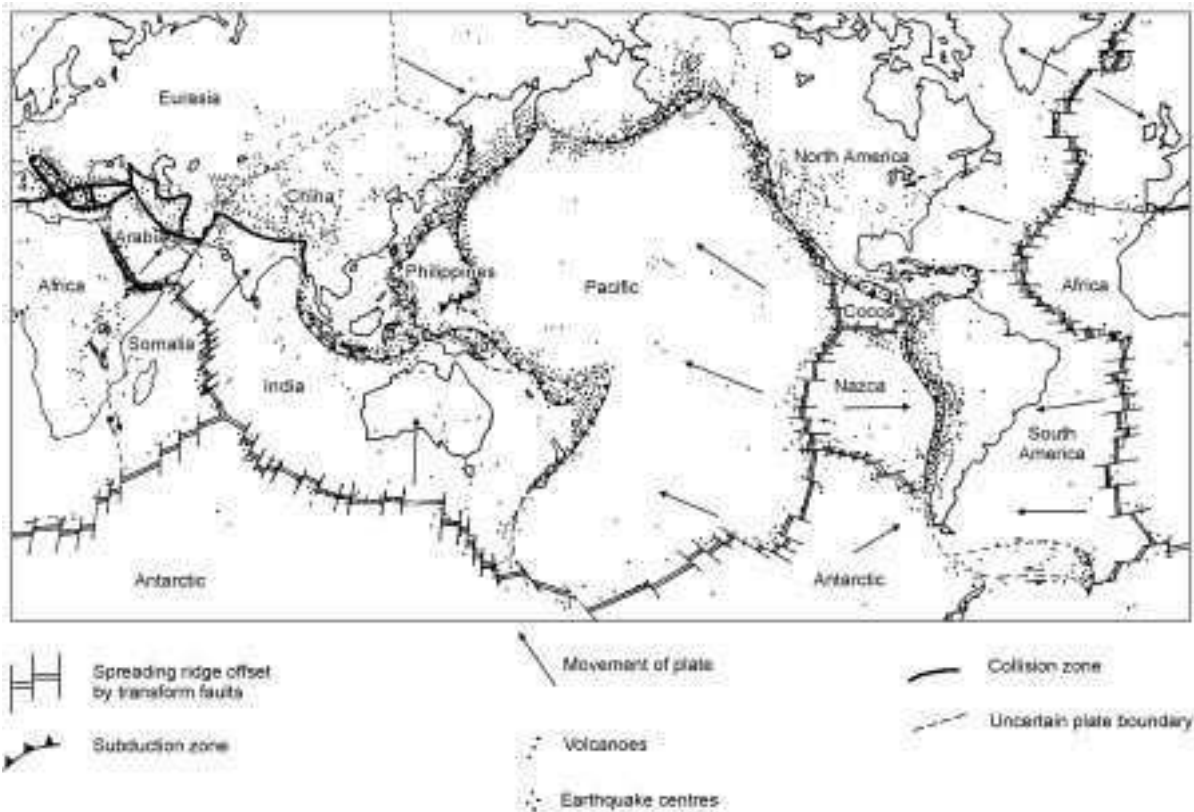 Eurasia
China
North America
Arabia
Africa
Philippines
Pacific
Cocos
Africa
Somalia
India
Nazca
South
America
Antarctic
Antarctic
Spreading ridge offset
by transform faults
Movement of plate
Collision zone
Subduction zone
Volcanoes
Uncertain plate boundary
Earthquake centres